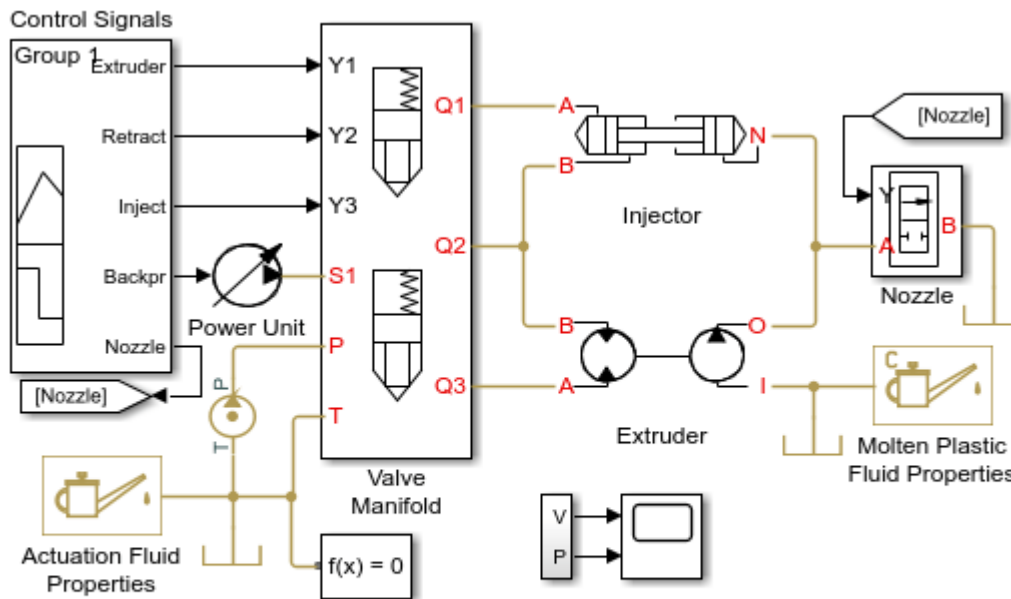 Control Signals
Group 1
Extruder
Retract
Inject
Backpr
Nozzle
[Nozzle]
Power Unit
P
T
Y1
Y2
Y3
S1
P
T
Q1
Q2
Q3
Valve
Manifold
A
B
N
Injector
B
A
O
I
Extruder
[Nozzle]
Y
A
B
Nozzle
C
Molten Plastic
Fluid Properties
Actuation Fluid
Properties
f(x) = 0
V
P